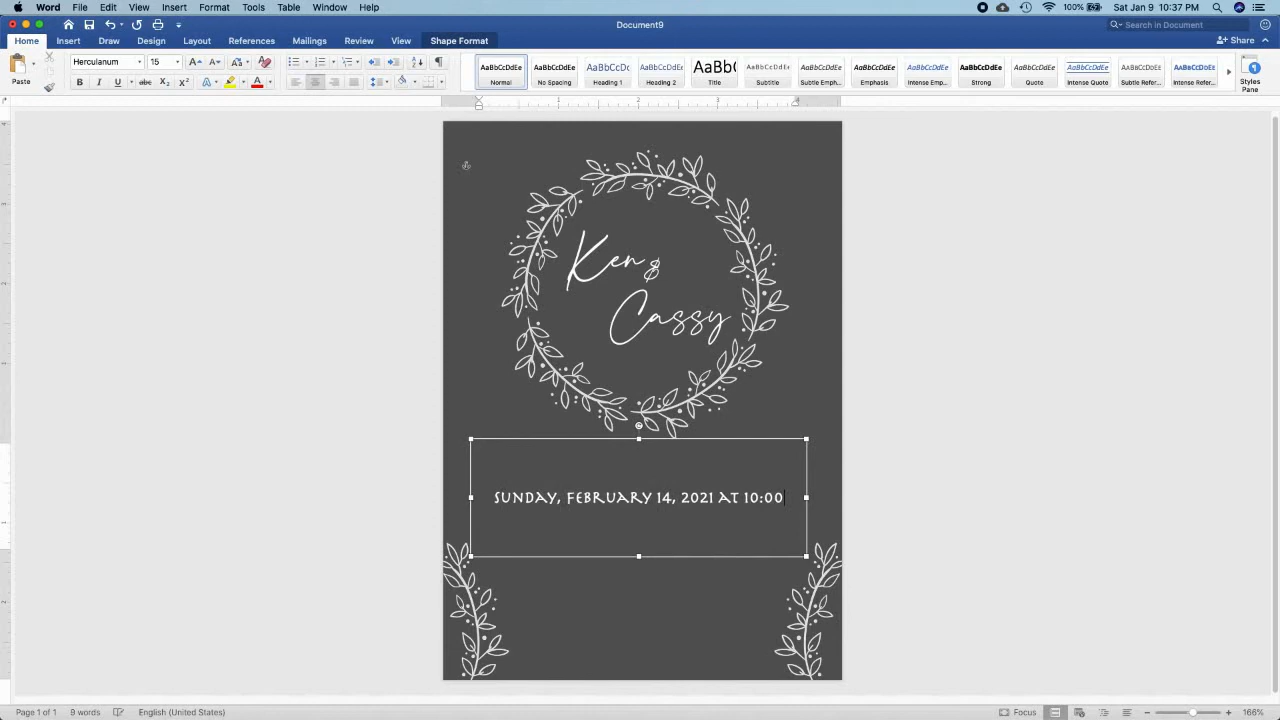 Word File Edit View Insert Format Tools Table Window Help
100% Sat Jan 9 10:37 PM
Document9
Search in Document
Home Insert Draw Design Layout References Mailings Review View Shape Format
Share
Paste
Herculanum 15
AaBbCcDdEe AaBbCcDdEe AaBbCcDc AaBbCcDdEe AaBb( AaBbCcDdEe AaBbCcDdEe AaBbCcDdEe AaBbCcDdEe AaBbCcDdEe AaBbCcDdEe AaBbCcDdEe AaBbCcDdEe AaBbCcDdEe
Normal No Spacing Heading 1 Heading 2 Title Subtitle Subtle Emph... Emphasis Intense Emp... Strong Quote Intense Quote Subtle Refer... Intense Refer...
Styles
Pane
Ken &
Cassy
SUNDAY, FEBRUARY 14, 2021 AT 10:00
Page 1 of 1 9 words English (United States) Focus 166%